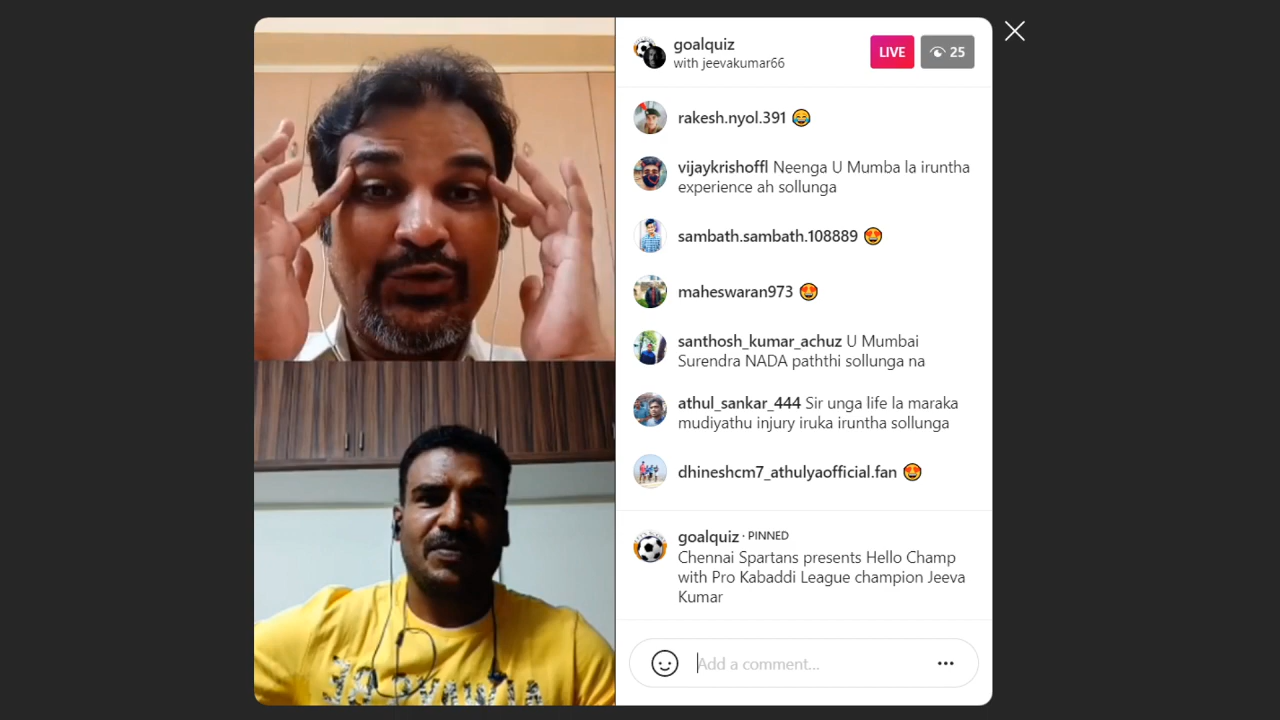 goalquiz
with jeevakumar66
LIVE
25
rakesh.nyol.391 😂
vijaykrishoffl Neenga U Mumba la iruntha
experience ah sollunga
sambath.sambath.108889 😍
maheswaran973 😍
santhosh_kumar_achuz U Mumbai
Surendra NADA paththi sollunga na
athul_sankar_444 Sir unga life la maraka
mudiyathu injury iruka iruntha sollunga
dhineshcm7_athulyaofficial.fan 😍
goalquiz · PINNED
Chennai Spartans presents Hello Champ
with Pro Kabaddi League champion Jeeva
Kumar
Add a comment...